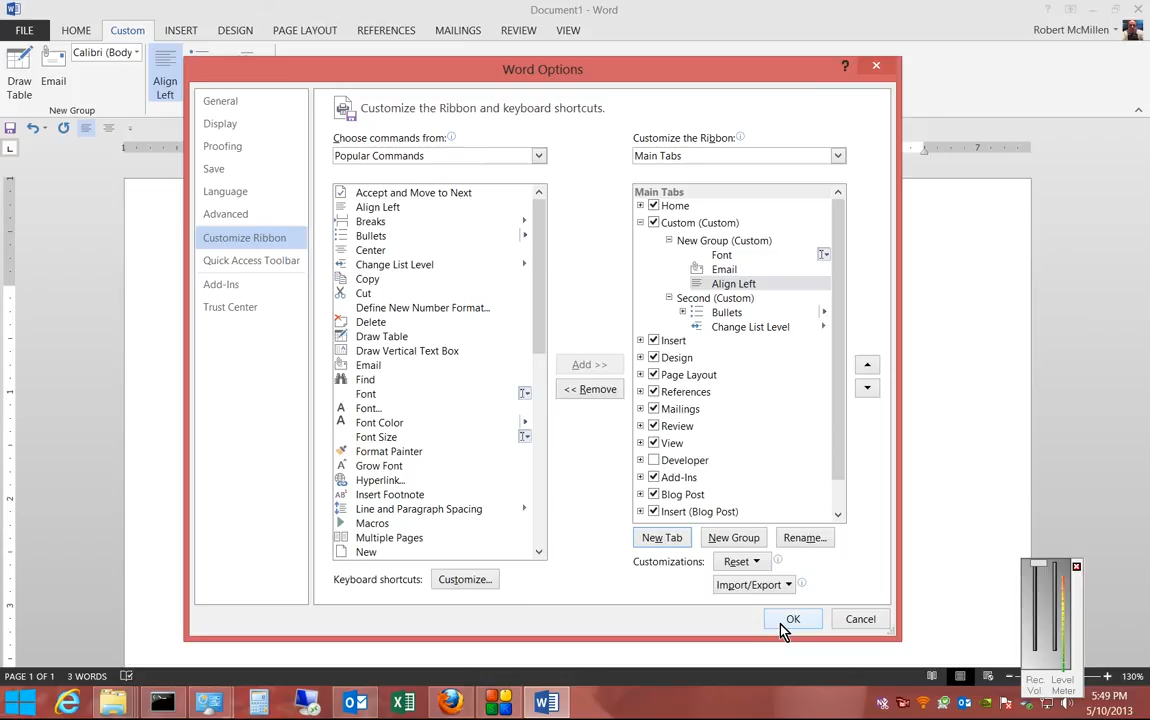 Document1 - Word
FILE
HOME
Custom
INSERT
DESIGN
PAGE LAYOUT
REFERENCES
MAILINGS
REVIEW
VIEW
Robert McMillen
Draw
Table
Email
Calibri (Body
Align
Left
New Group
Word Options
General
Display
Proofing
Save
Language
Advanced
Customize Ribbon
Quick Access Toolbar
Add-Ins
Trust Center
Customize the Ribbon and keyboard shortcuts.
Choose commands from:
Popular Commands
Accept and Move to Next
Align Left
Breaks
Bullets
Center
Change List Level
Copy
Cut
Define New Number Format...
Delete
Draw Table
Draw Vertical Text Box
Email
Find
Font
Font...
Font Color
Font Size
Format Painter
Grow Font
Hyperlink...
Insert Footnote
Line and Paragraph Spacing
Macros
Multiple Pages
New
Keyboard shortcuts:
Customize...
Add >>
<< Remove
Customize the Ribbon:
Main Tabs
Main Tabs
Home
Custom (Custom)
New Group (Custom)
Font
Email
Align Left
Second (Custom)
Bullets
Change List Level
Insert
Design
Page Layout
References
Mailings
Review
View
Developer
Add-Ins
Blog Post
Insert (Blog Post)
New Tab
New Group
Rename...
Customizations:
Reset
Import/Export
OK
Cancel
1
7
1
2
3
Rec.
Vol
Level
Meter
PAGE 1 OF 1
3 WORDS
130%
5:49 PM
5/10/2013